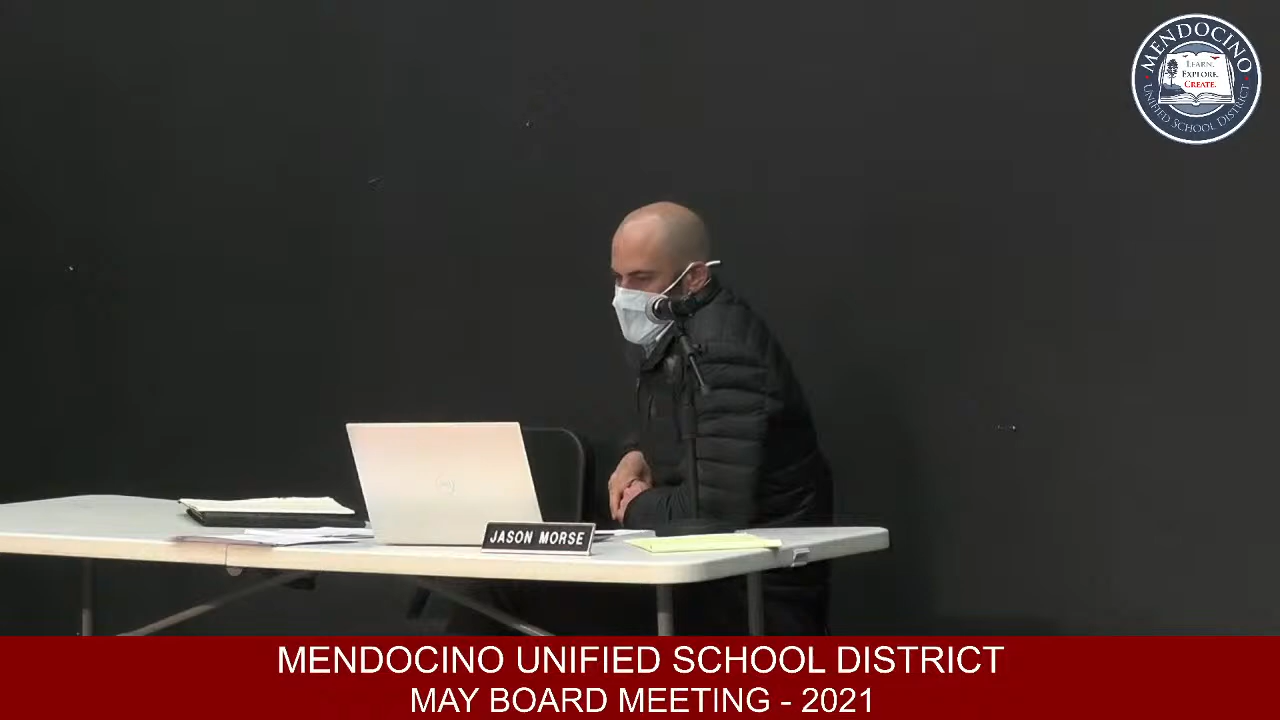 MENDOCINO
LEARN.
EXPLORE.
CREATE.
UNIFIED SCHOOL DISTRICT
JASON MORSE
MENDOCINO UNIFIED SCHOOL DISTRICT
MAY BOARD MEETING - 2021